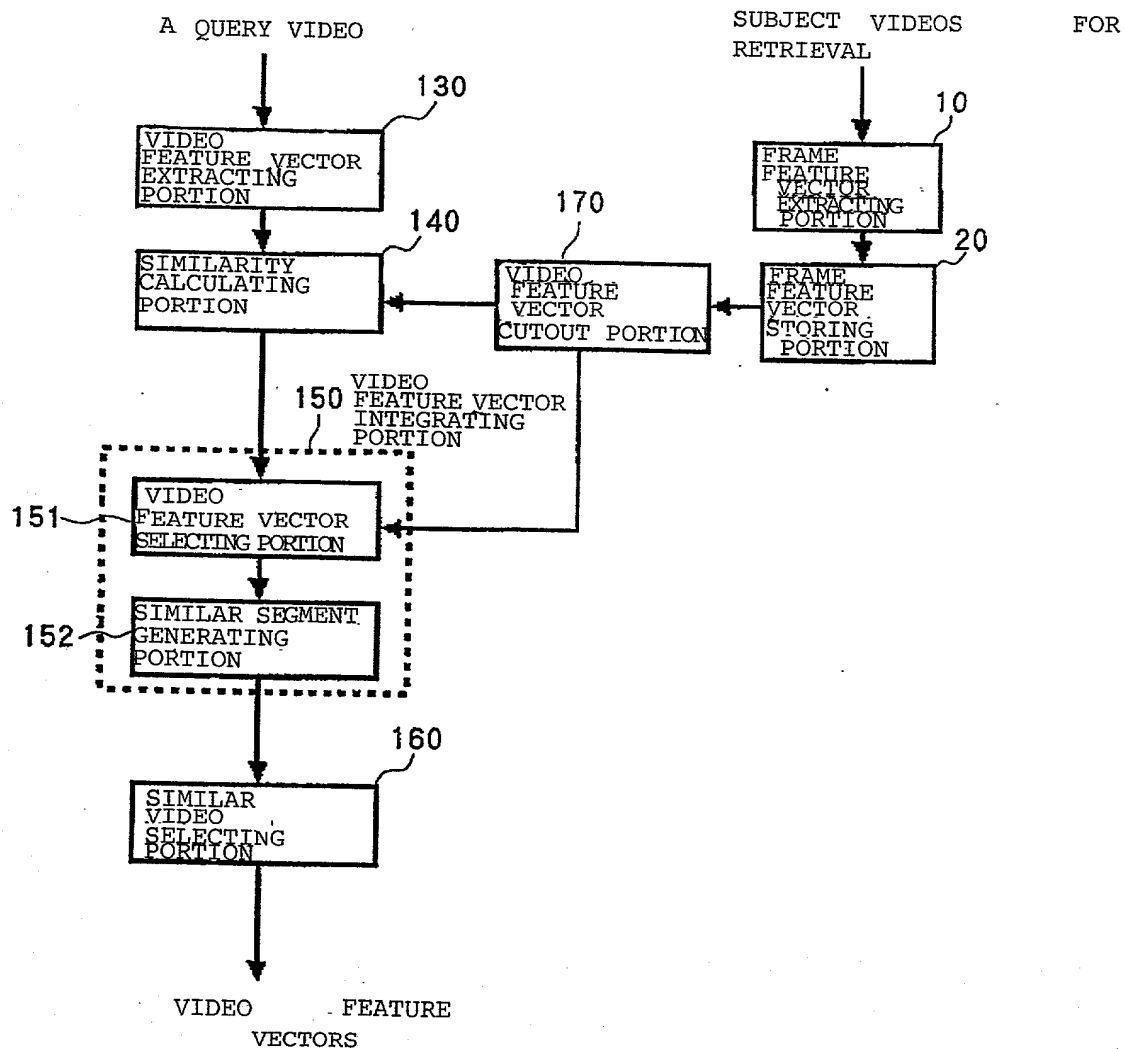 A QUERY VIDEO
SUBJECT VIDEOS FOR
RETRIEVAL
130
VIDEO
FEATURE VECTOR
EXTRACTING
PORTION
10
FRAME
FEATURE
VECTOR
EXTRACTING
PORTION
140
SIMILARITY
CALCULATING
PORTION
170
VIDEO
FEATURE
VECTOR
CUTOUT PORTION
20
FRAME
FEATURE
VECTOR
STORING
PORTION
150
VIDEO
FEATURE VECTOR
INTEGRATING
PORTION
151
VIDEO
FEATURE VECTOR
SELECTING PORTION
152
SIMILAR SEGMENT
GENERATING
PORTION
160
SIMILAR
VIDEO
SELECTING
PORTION
VIDEO FEATURE
VECTORS